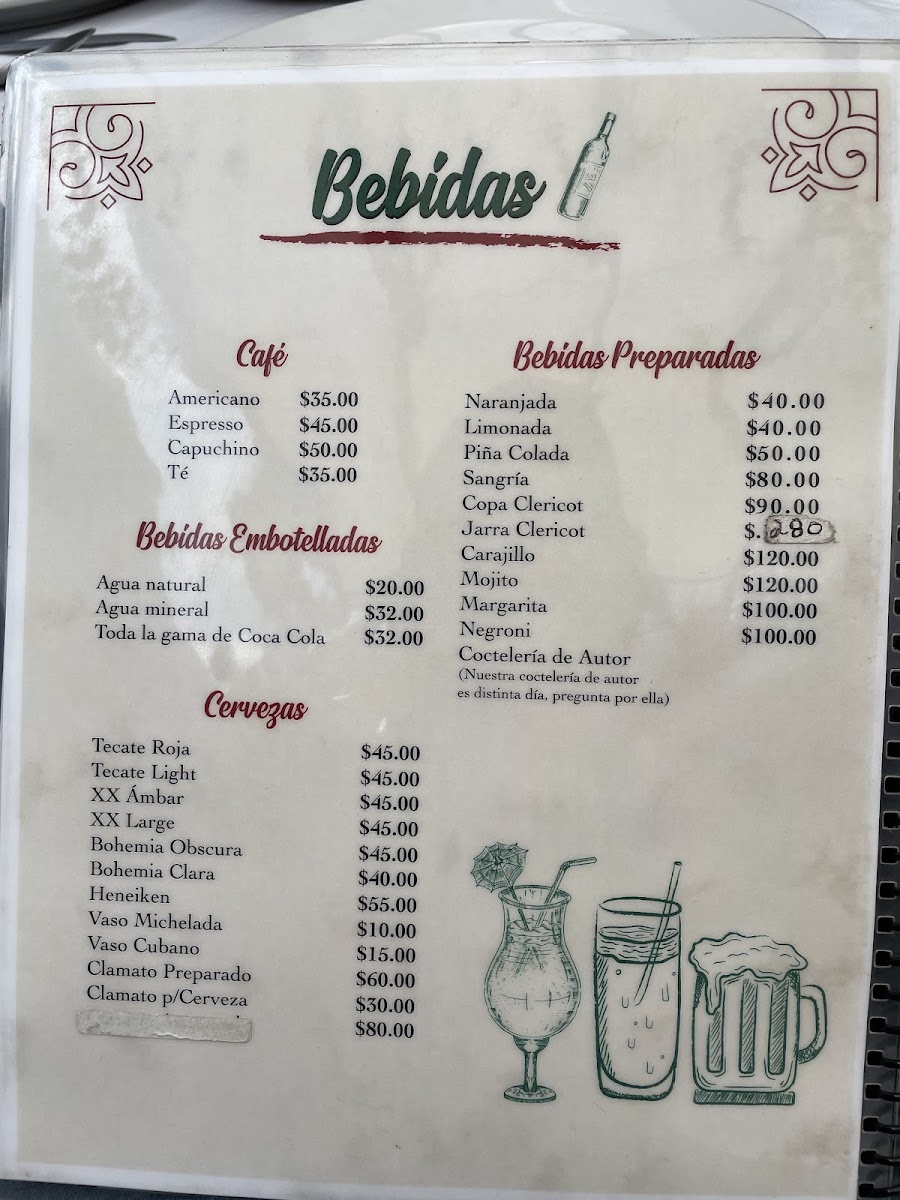 Bebidas
Café
Americano $35.00
Espresso $45.00
Capuchino $50.00
Té $35.00
Bebidas Embotelladas
Agua natural $20.00
Agua mineral $32.00
Toda la gama de Coca Cola $32.00
Cervezas
Tecate Roja $45.00
Tecate Light $45.00
XX Ámbar $45.00
XX Large $45.00
Bohemia Obscura $45.00
Bohemia Clara $40.00
Heneiken $55.00
Vaso Michelada $10.00
Vaso Cubano $15.00
Clamato Preparado $60.00
Clamato p/Cerveza $30.00
$80.00
Bebidas Preparadas
Naranjada $40.00
Limonada $40.00
Piña Colada $50.00
Sangría $80.00
Copa Clericot $90.00
Jarra Clericot $. 280
Carajillo $120.00
Mojito $120.00
Margarita $100.00
Negroni $100.00
Coctelería de Autor
(Nuestra coctelería de autor
es distinta día, pregunta por ella)